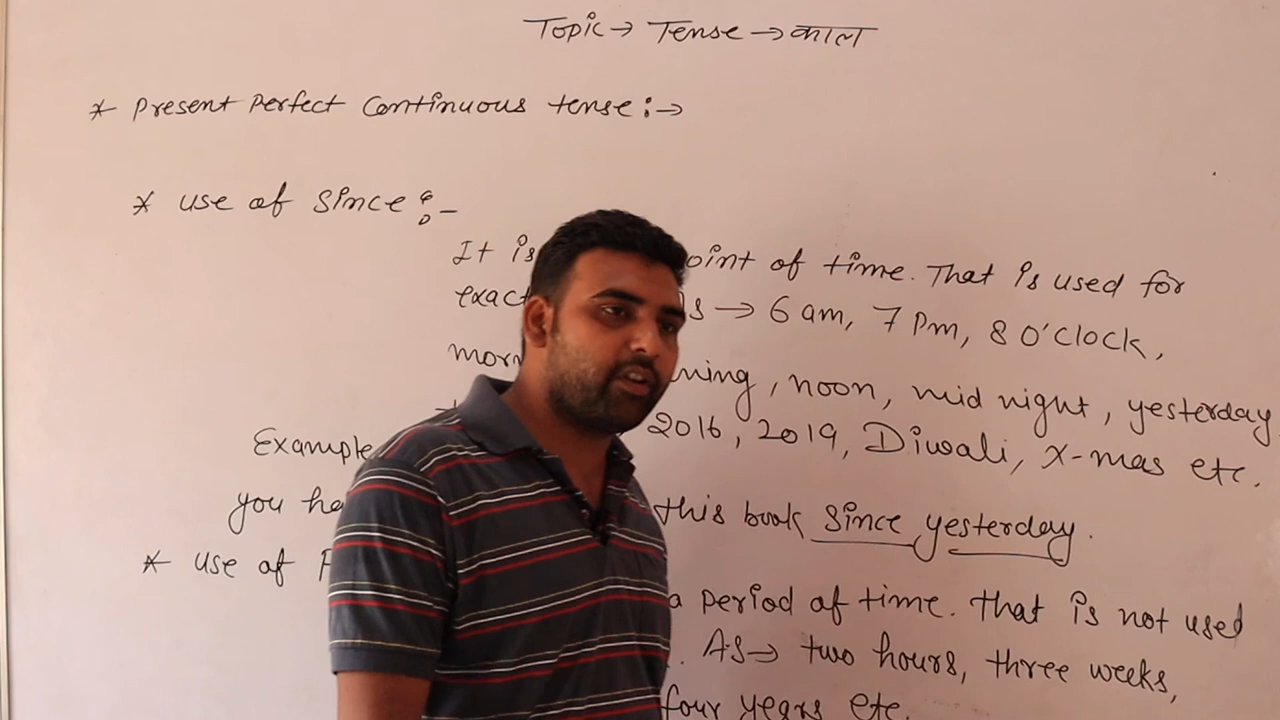 Topic → Tense → काल
* Present Perfect Continuous tense :→
* use of since :-
It is point of time. That is used for
exact → 6 am, 7 Pm, 8 O'clock,
noon, mid night, yesterday
2016, 2019, Diwali, X-mas etc.
Example
you this book since yesterday.
* use of
a period of time. that is not used
. As → two hours, three weeks,
four years etc.